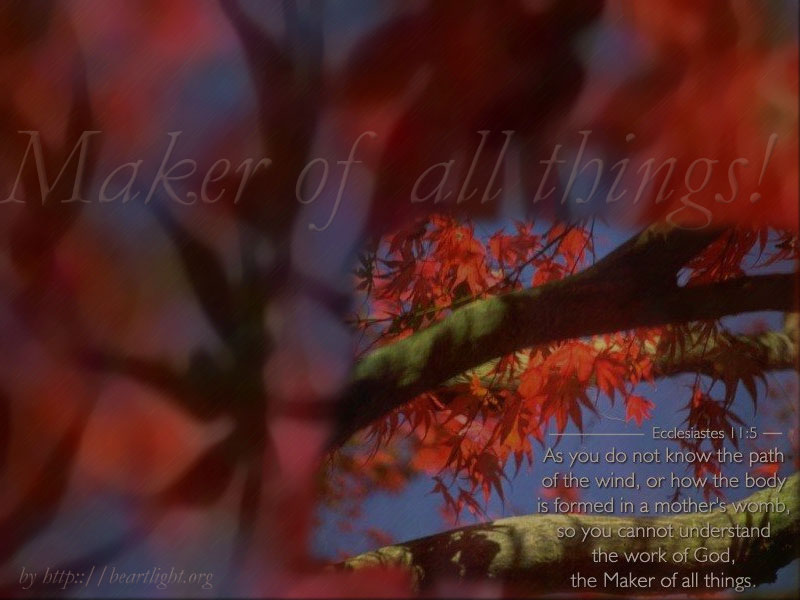 Maker of all things!
Ecclesiastes 11:5
As you do not know the path
of the wind, or how the body
is formed in a mother's womb,
so you cannot understand
the work of God,
the Maker of all things.
by http:://heartlight.org